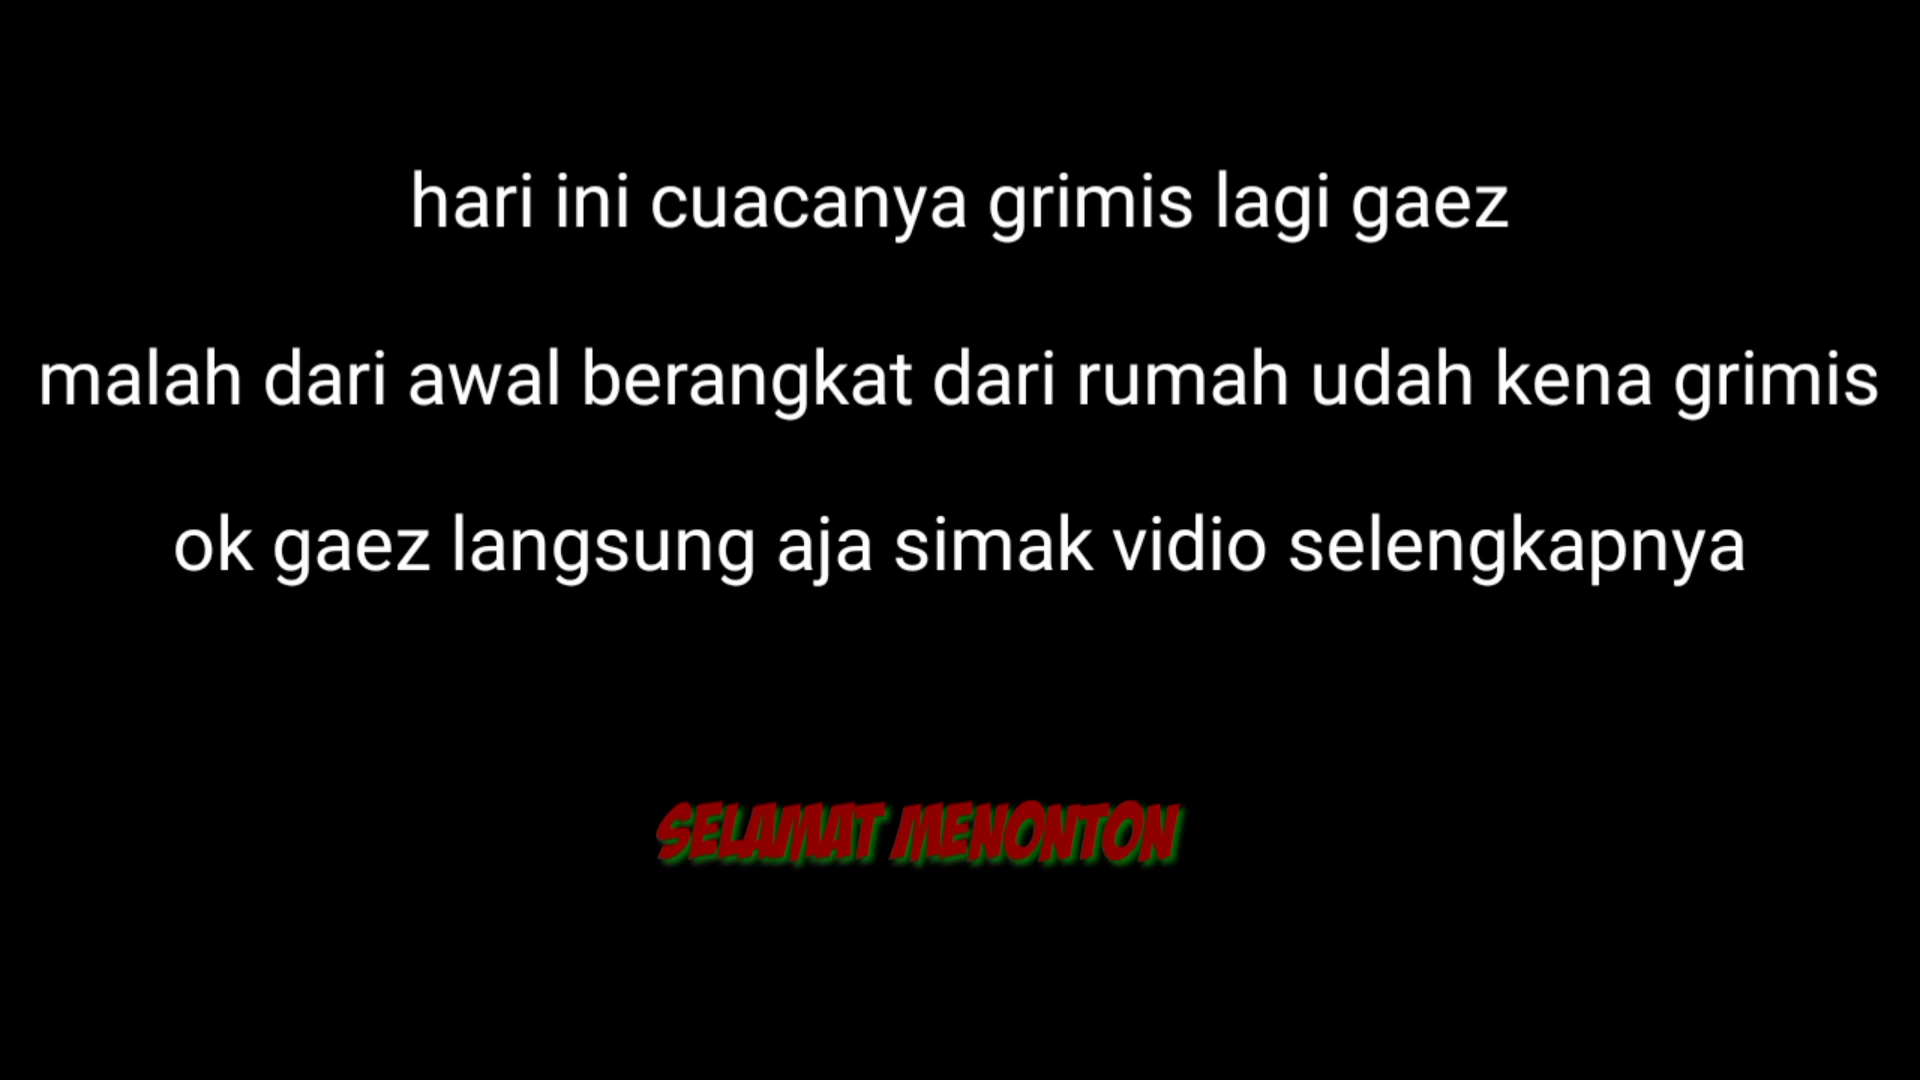 hari ini cuacanya grimis lagi gaez
malah dari awal berangkat dari rumah udah kena grimis
ok gaez langsung aja simak vidio selengkapnya
SELAMAT MENONTON